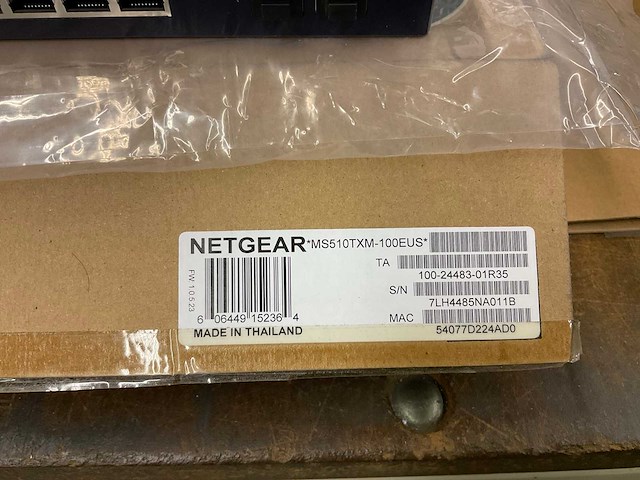 NETGEAR *MS510TXM-100EUS*
TA
100-24483-01R35
S/N
7LH4485NA011B
MAC
54077D224AD0
FW 1.0.5.23
6 06449 15236 4
MADE IN THAILAND